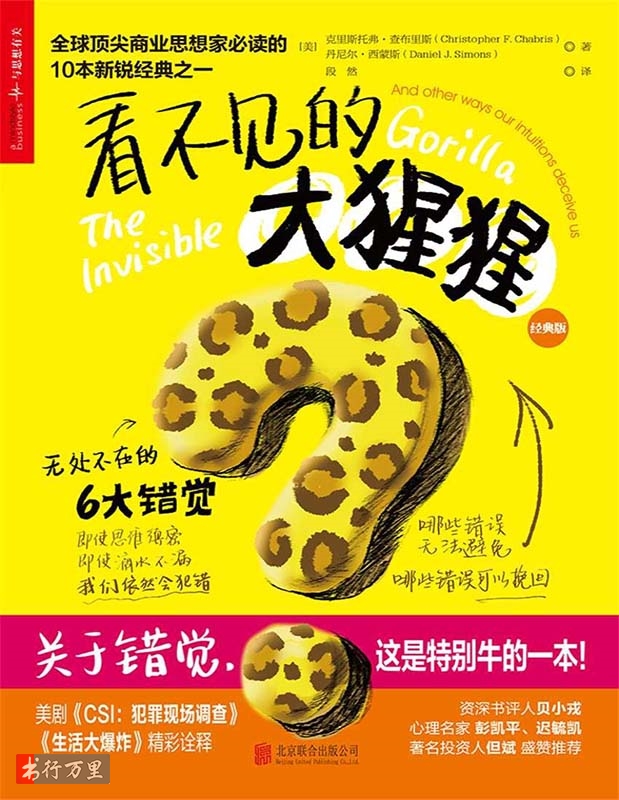 与思想有关
business
全球顶尖商业思想家必读的
10本新锐经典之一
[美] 克里斯托弗·查布里斯 (Christopher F. Chabris)
丹尼尔·西蒙斯 (Daniel J. Simons) ◎ 著
段然 ◎ 译
And other ways our intuitions deceive us
看不见的
Gorilla
大猩猩
The
Invisible
经典版
无处不在的
6大错觉
即使思维缜密
即使滴水不漏
我们依然会犯错
哪些错误
无法避免
哪些错误可以挽回
关于错觉,
这是特别牛的一本!
美剧《CSI:犯罪现场调查》
《生活大爆炸》精彩诠释
北京联合出版公司
Beijing United Publishing Co.,Ltd.
资深书评人贝小戎
心理名家 彭凯平、迟毓凯
著名投资人但斌 盛赞推荐
书行万里